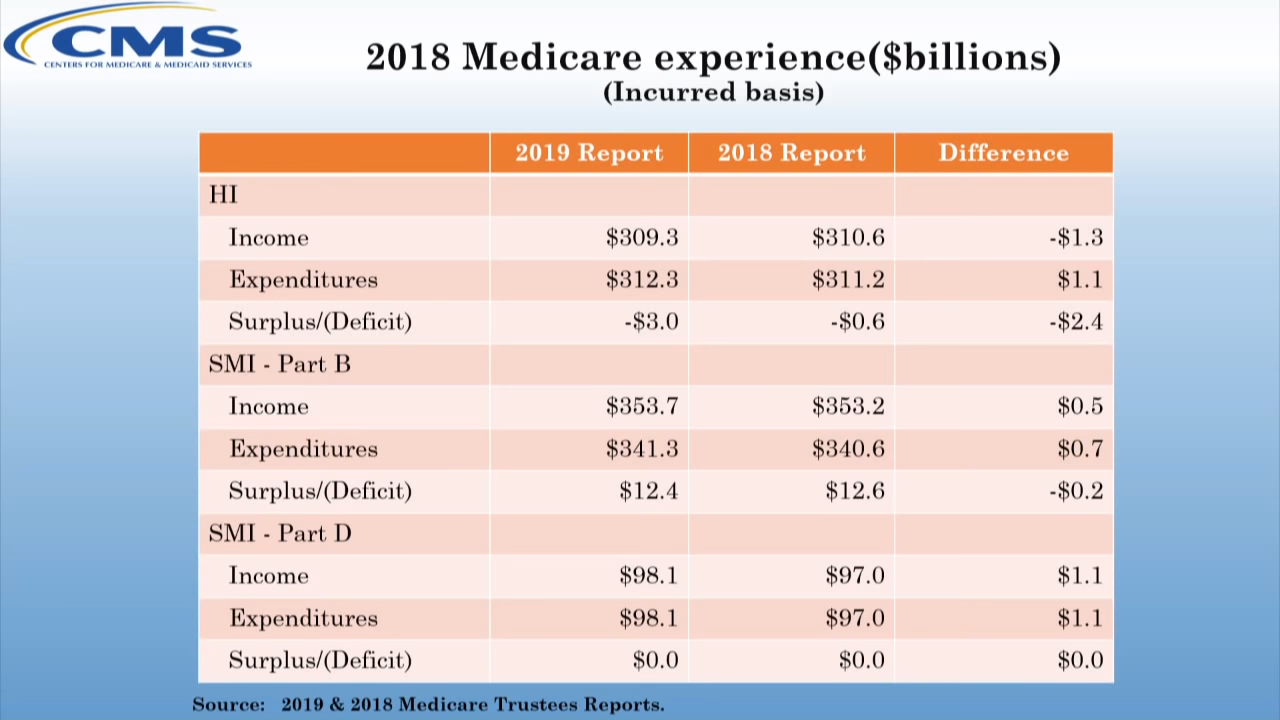 CMS
CENTERS FOR MEDICARE & MEDICAID SERVICES
2018 Medicare experience($billions)
(Incurred basis)
2019 Report 2018 Report Difference
HI
Income $309.3 $310.6 -$1.3
Expenditures $312.3 $311.2 $1.1
Surplus/(Deficit) -$3.0 -$0.6 -$2.4
SMI - Part B
Income $353.7 $353.2 $0.5
Expenditures $341.3 $340.6 $0.7
Surplus/(Deficit) $12.4 $12.6 -$0.2
SMI - Part D
Income $98.1 $97.0 $1.1
Expenditures $98.1 $97.0 $1.1
Surplus/(Deficit) $0.0 $0.0 $0.0
Source: 2019 & 2018 Medicare Trustees Reports.